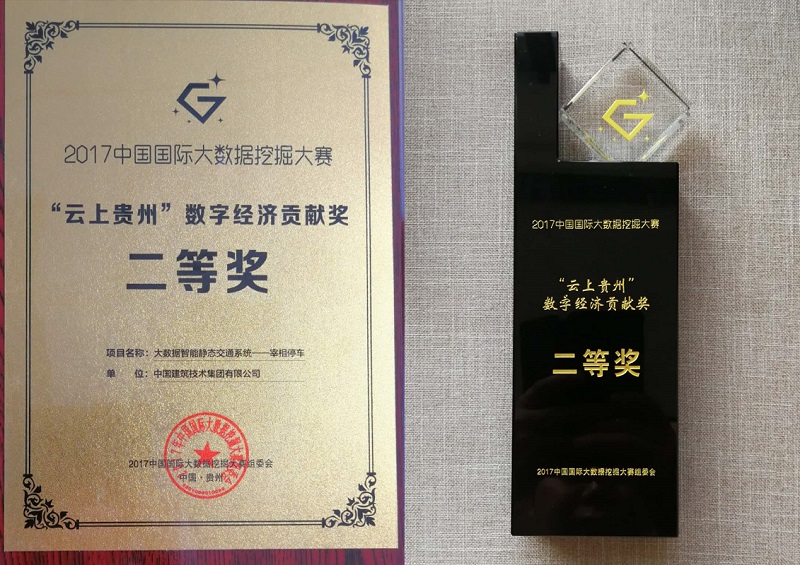 2017中国国际大数据挖掘大赛
“云上贵州”数字经济贡献奖
二等奖
项目名称：大数据智能静态交通系统——宰相停车
单 位：中国建筑技术集团有限公司
2017中国国际大数据挖掘大赛组委会
中国·贵州
2017中国国际大数据挖掘大赛
“云上贵州”
数字经济贡献奖
二等奖
2017中国国际大数据挖掘大赛组委会